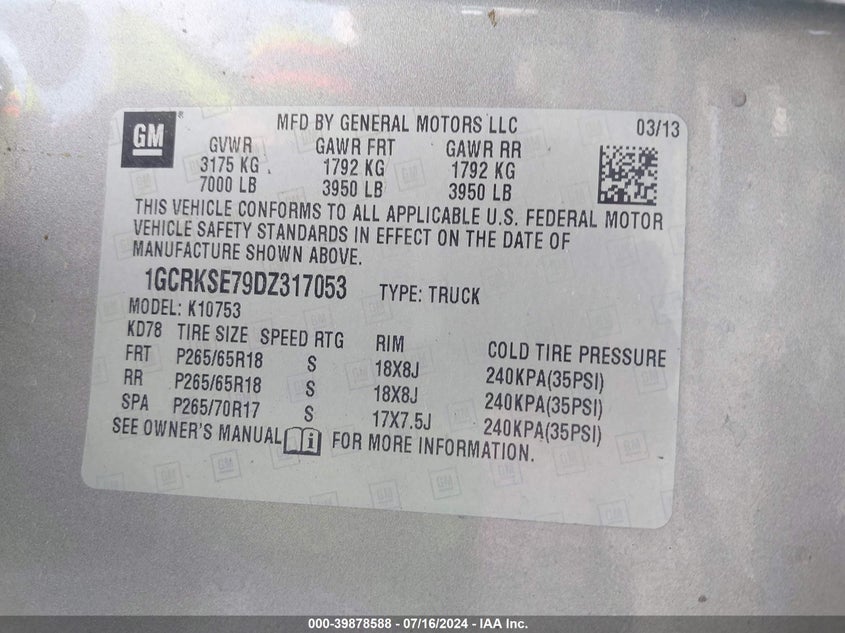 GM
MFD BY GENERAL MOTORS LLC 03/13
GVWR GAWR FRT GAWR RR
3175 KG 1792 KG 1792 KG
7000 LB 3950 LB 3950 LB
THIS VEHICLE CONFORMS TO ALL APPLICABLE U.S. FEDERAL MOTOR
VEHICLE SAFETY STANDARDS IN EFFECT ON THE DATE OF
MANUFACTURE SHOWN ABOVE.
1GCRKSE79DZ317053 TYPE: TRUCK
MODEL: K10753
KD78 TIRE SIZE SPEED RTG RIM COLD TIRE PRESSURE
FRT P265/65R18 S 18X8J 240KPA(35PSI)
RR P265/65R18 S 18X8J 240KPA(35PSI)
SPA P265/70R17 S 17X7.5J 240KPA(35PSI)
SEE OWNER'S MANUAL FOR MORE INFORMATION.
000-39878588 - 07/16/2024 - IAA Inc.